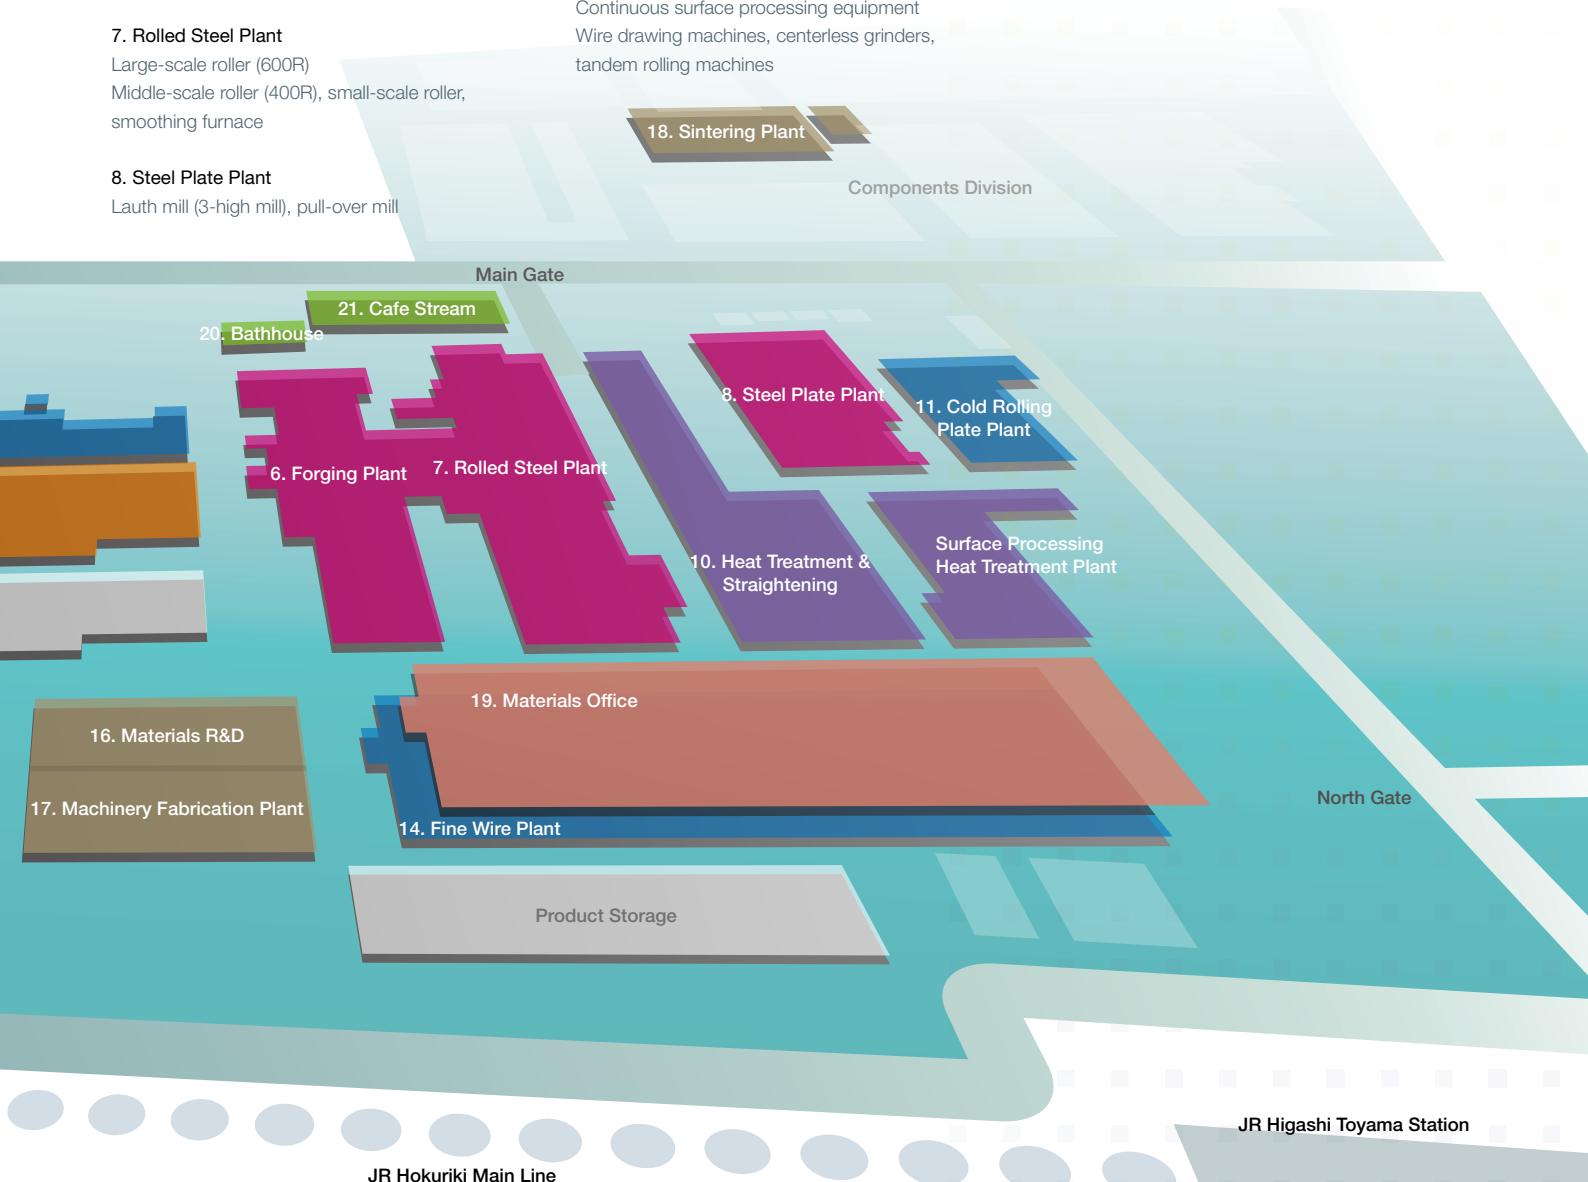 7. Rolled Steel Plant
Large-scale roller (600R)
Middle-scale roller (400R), small-scale roller,
smoothing furnace
8. Steel Plate Plant
Lauth mill (3-high mill), pull-over mill
Continuous surface processing equipment
Wire drawing machines, centerless grinders,
tandem rolling machines
18. Sintering Plant
Components Division
Main Gate
21. Cafe Stream
20. Bathhouse
8. Steel Plate Plant
11. Cold Rolling
Plate Plant
6. Forging Plant
7. Rolled Steel Plant
10. Heat Treatment &
Straightening
Surface Processing
Heat Treatment Plant
19. Materials Office
16. Materials R&D
17. Machinery Fabrication Plant
14. Fine Wire Plant
North Gate
Product Storage
JR Higashi Toyama Station
JR Hokuriki Main Line